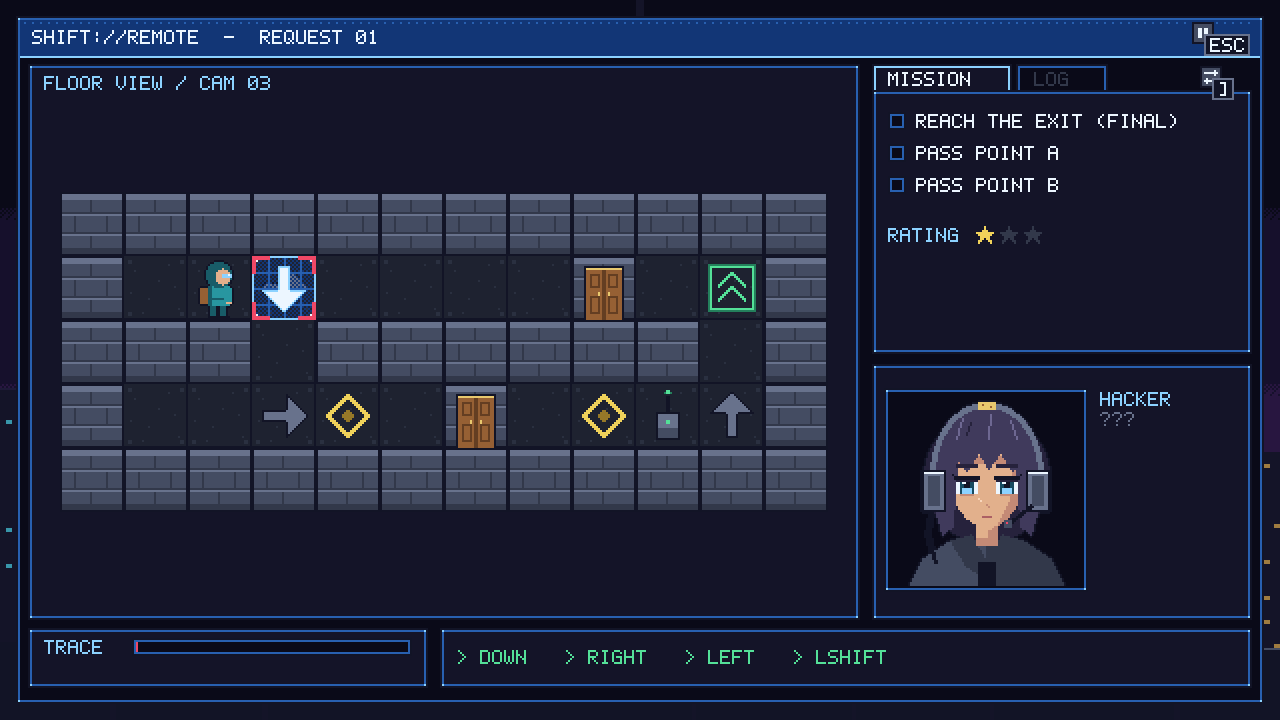 SHIFT://REMOTE - REQUEST 01
ESC
FLOOR VIEW / CAM 03
MISSION
LOG
]
REACH THE EXIT (FINAL)
PASS POINT A
PASS POINT B
RATING
HACKER
???
TRACE
> DOWN > RIGHT > LEFT > LSHIFT